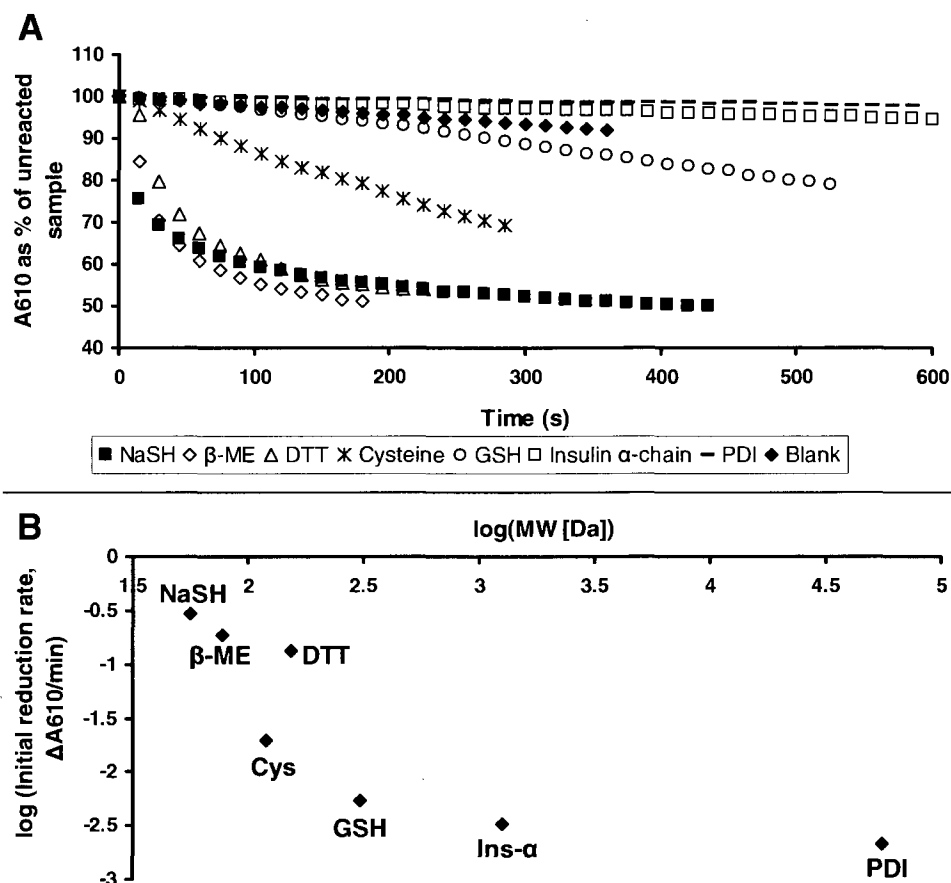 A
110
100
90
80
70
60
50
40
A610 as % of unreacted
sample
0 100 200 300 400 500 600
Time (s)
■ NaSH ◇ β-ME △ DTT ж Cysteine ○ GSH □ Insulin α-chain − PDI ◆ Blank
B
log(MW [Da])
0
1.5 2 2.5 3 3.5 4 4.5 5
-0.5
-1
-1.5
-2
-2.5
-3
log (Initial reduction rate,
ΔA610/min)
NaSH
β-ME
DTT
Cys
GSH
Ins-α
PDI